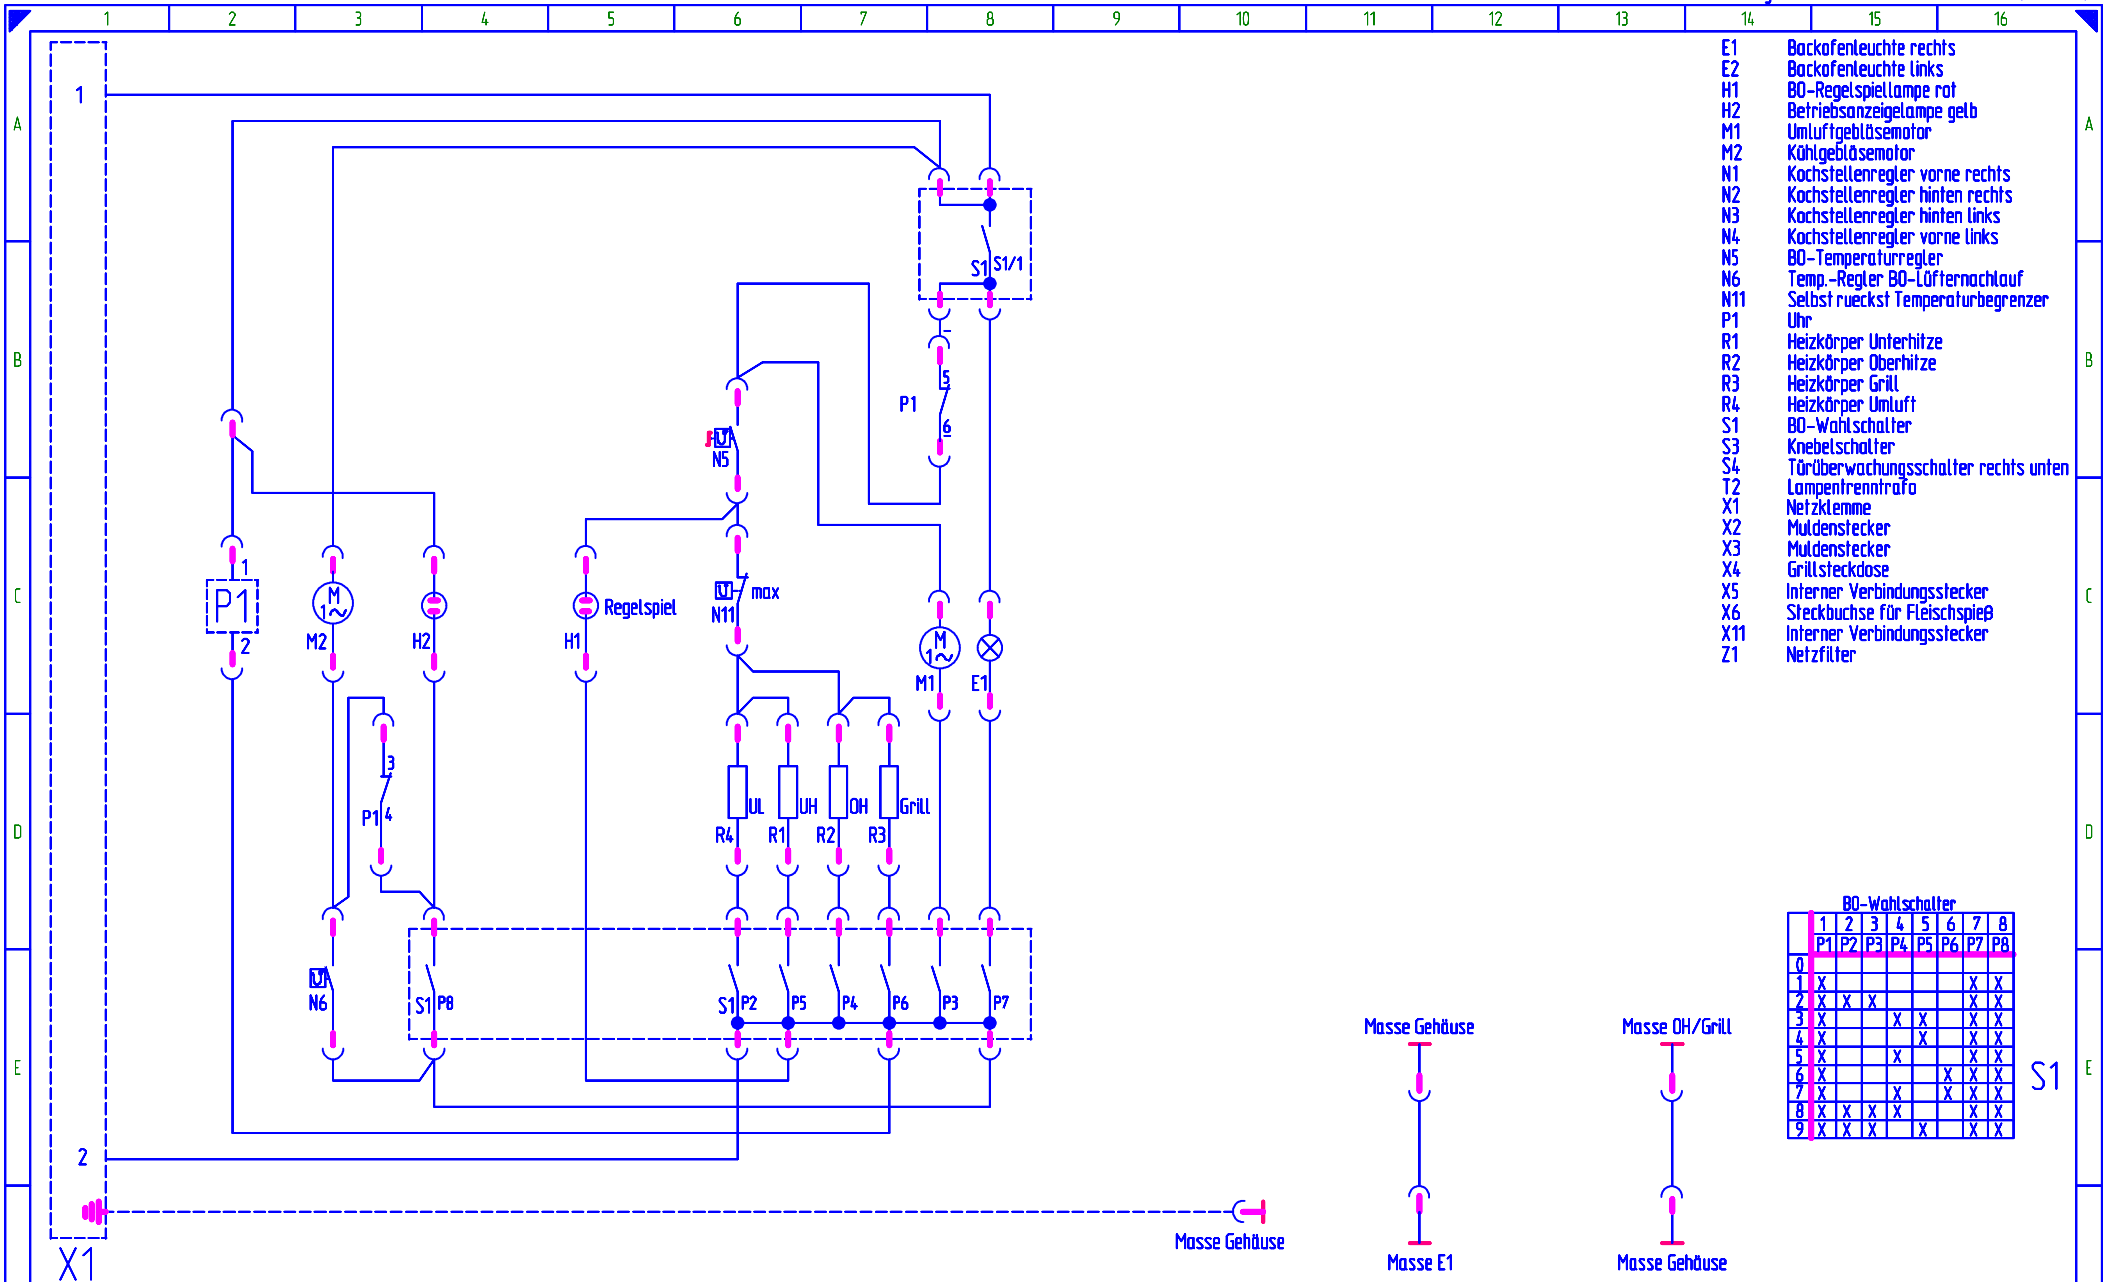 1 2 3 4 5 6 7 8 9 10 11 12 13 14 15 16
A A
B B
C C
D D
E E
E1 Backofenleuchte rechts
E2 Backofenleuchte links
H1 BO-Regelspiellampe rot
H2 Betriebsanzeigelampe gelb
M1 Umluftgebläsemotor
M2 Kühlgebläsemotor
N1 Kochstellenregler vorne rechts
N2 Kochstellenregler hinten rechts
N3 Kochstellenregler hinten links
N4 Kochstellenregler vorne links
N5 BO-Temperaturregler
N6 Temp.-Regler BO-Lüfternachlauf
N11 Selbst rueckst Temperaturbegrenzer
P1 Uhr
R1 Heizkörper Unterhitze
R2 Heizkörper Oberhitze
R3 Heizkörper Grill
R4 Heizkörper Umluft
S1 BO-Wahlschalter
S3 Knebelschalter
S4 Türüberwachungsschalter rechts unten
T2 Lampentrenntrafo
X1 Netzklemme
X2 Muldenstecker
X3 Muldenstecker
X4 Grillsteckdose
X5 Interner Verbindungsstecker
X6 Steckbuchse für Fleischspieß
X11 Interner Verbindungsstecker
Z1 Netzfilter
1
S1 S1/1
5
P1
6
N5
1
P1
2
M
1~
M2
H2
H1
Regelspiel
max
N11
M
1~
M1
E1
3
P1 4
UL UH OH Grill
R4 R1 R2 R3
N6
S1 P8
S1 P2 P5 P4 P6 P3 P7
2
X1
Masse Gehäuse
Masse Gehäuse
Masse E1
Masse OH/Grill
Masse Gehäuse
BO-Wahlschalter
1 2 3 4 5 6 7 8
P1 P2 P3 P4 P5 P6 P7 P8
0
1 X X X
2 X X X X X
3 X X X X X
4 X X X X
5 X X X X
6 X X X X
7 X X X X X
8 X X X X X X
9 X X X X X X
S1